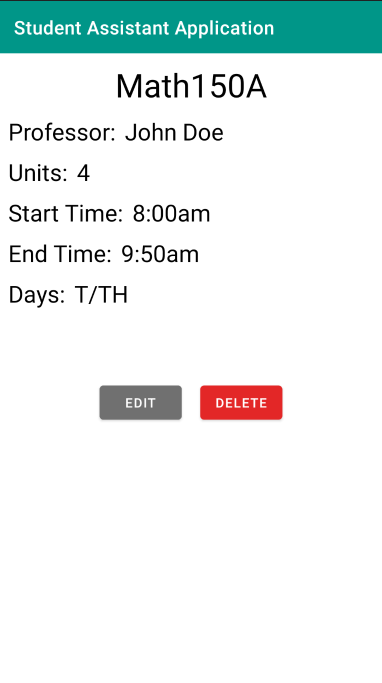 Student Assistant Application
Math150A
Professor: John Doe
Units: 4
Start Time: 8:00am
End Time: 9:50am
Days: T/TH
EDIT DELETE